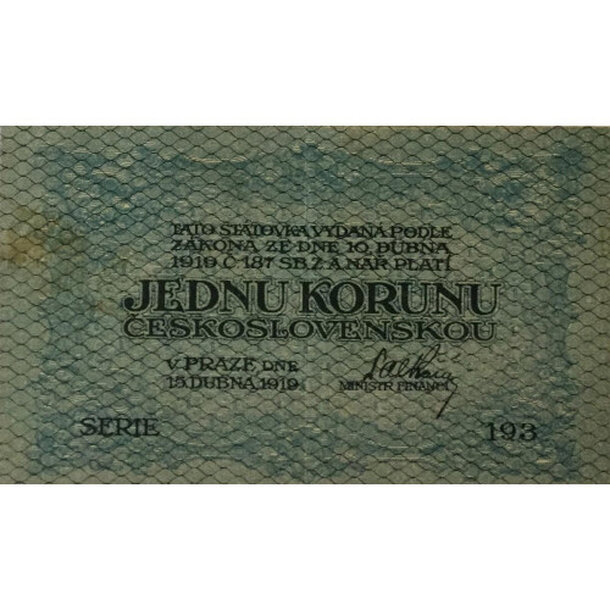 TATO STÁTOVKA VYDANÁ PODLE
ZÁKONA ZE DNE 10. DUBNA
1919 Č 187 SB. Z A NAŘ. PLATÍ
JEDNU KORUNU
ČESKOSLOVENSKOU
V PRAZE DNE
15. DUBNA 1919
MINISTR FINANCÍ
SERIE 193